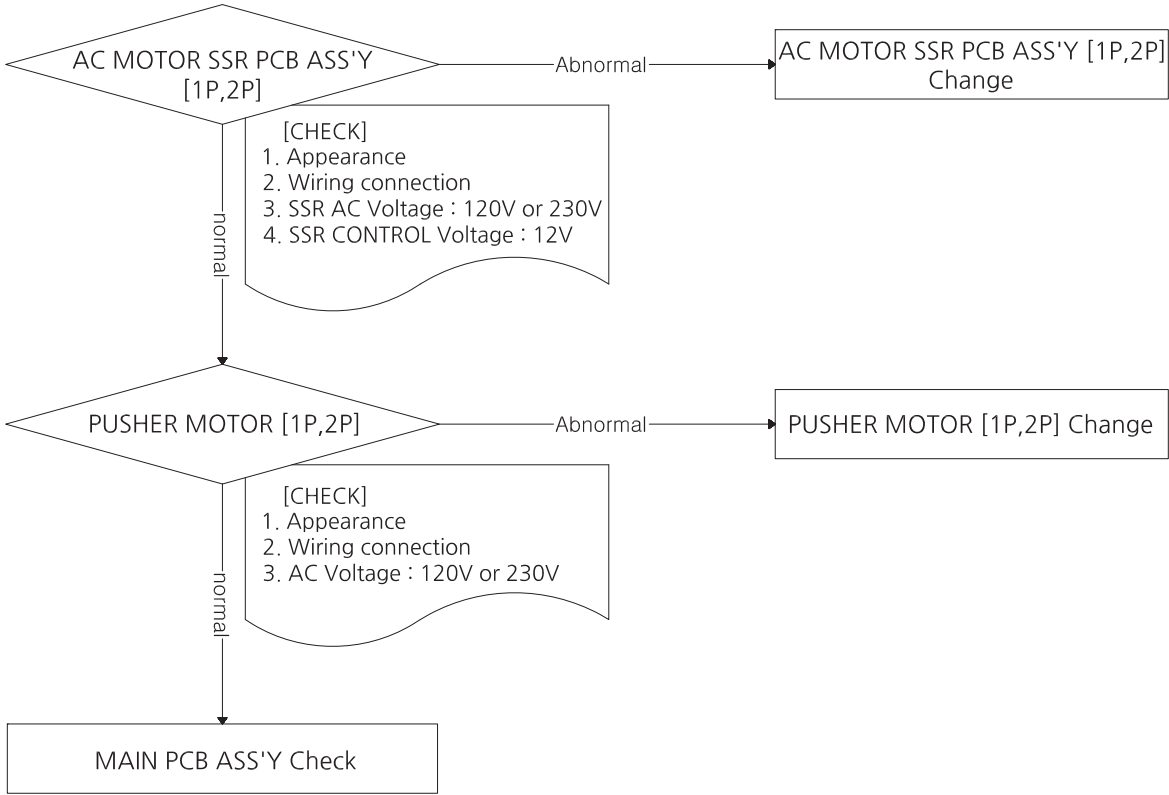 AC MOTOR SSR PCB ASS'Y
[1P,2P]
Abnormal
AC MOTOR SSR PCB ASS'Y [1P,2P]
Change
[CHECK]
1. Appearance
2. Wiring connection
3. SSR AC Voltage : 120V or 230V
4. SSR CONTROL Voltage : 12V
normal
PUSHER MOTOR [1P,2P]
Abnormal
PUSHER MOTOR [1P,2P] Change
[CHECK]
1. Appearance
2. Wiring connection
3. AC Voltage : 120V or 230V
normal
MAIN PCB ASS'Y Check